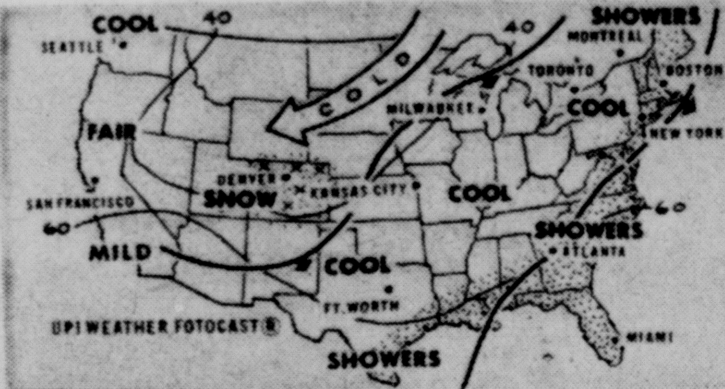 SHOWERS
COOL
40
40
SEATTLE
MONTREAL
COLD
TORONTO
BOSTON
MILWAUKEE
COOL
FAIR
NEW YORK
DENVER
SNOW
KANSAS CITY
COOL
SAN FRANCISCO
60
60
SHOWERS
MILD
ATLANTA
COOL
FT. WORTH
UPI WEATHER FOTOCAST ®
MIAMI
SHOWERS